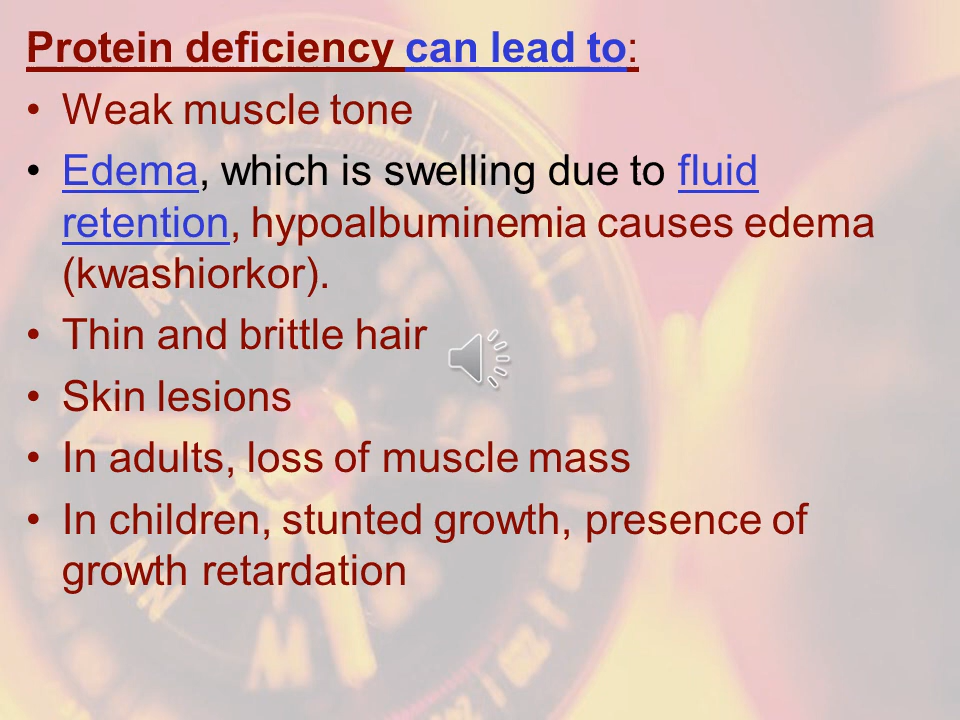 Protein deficiency can lead to:
• Weak muscle tone
• Edema, which is swelling due to fluid
retention, hypoalbuminemia causes edema
(kwashiorkor).
• Thin and brittle hair
• Skin lesions
• In adults, loss of muscle mass
• In children, stunted growth, presence of
growth retardation